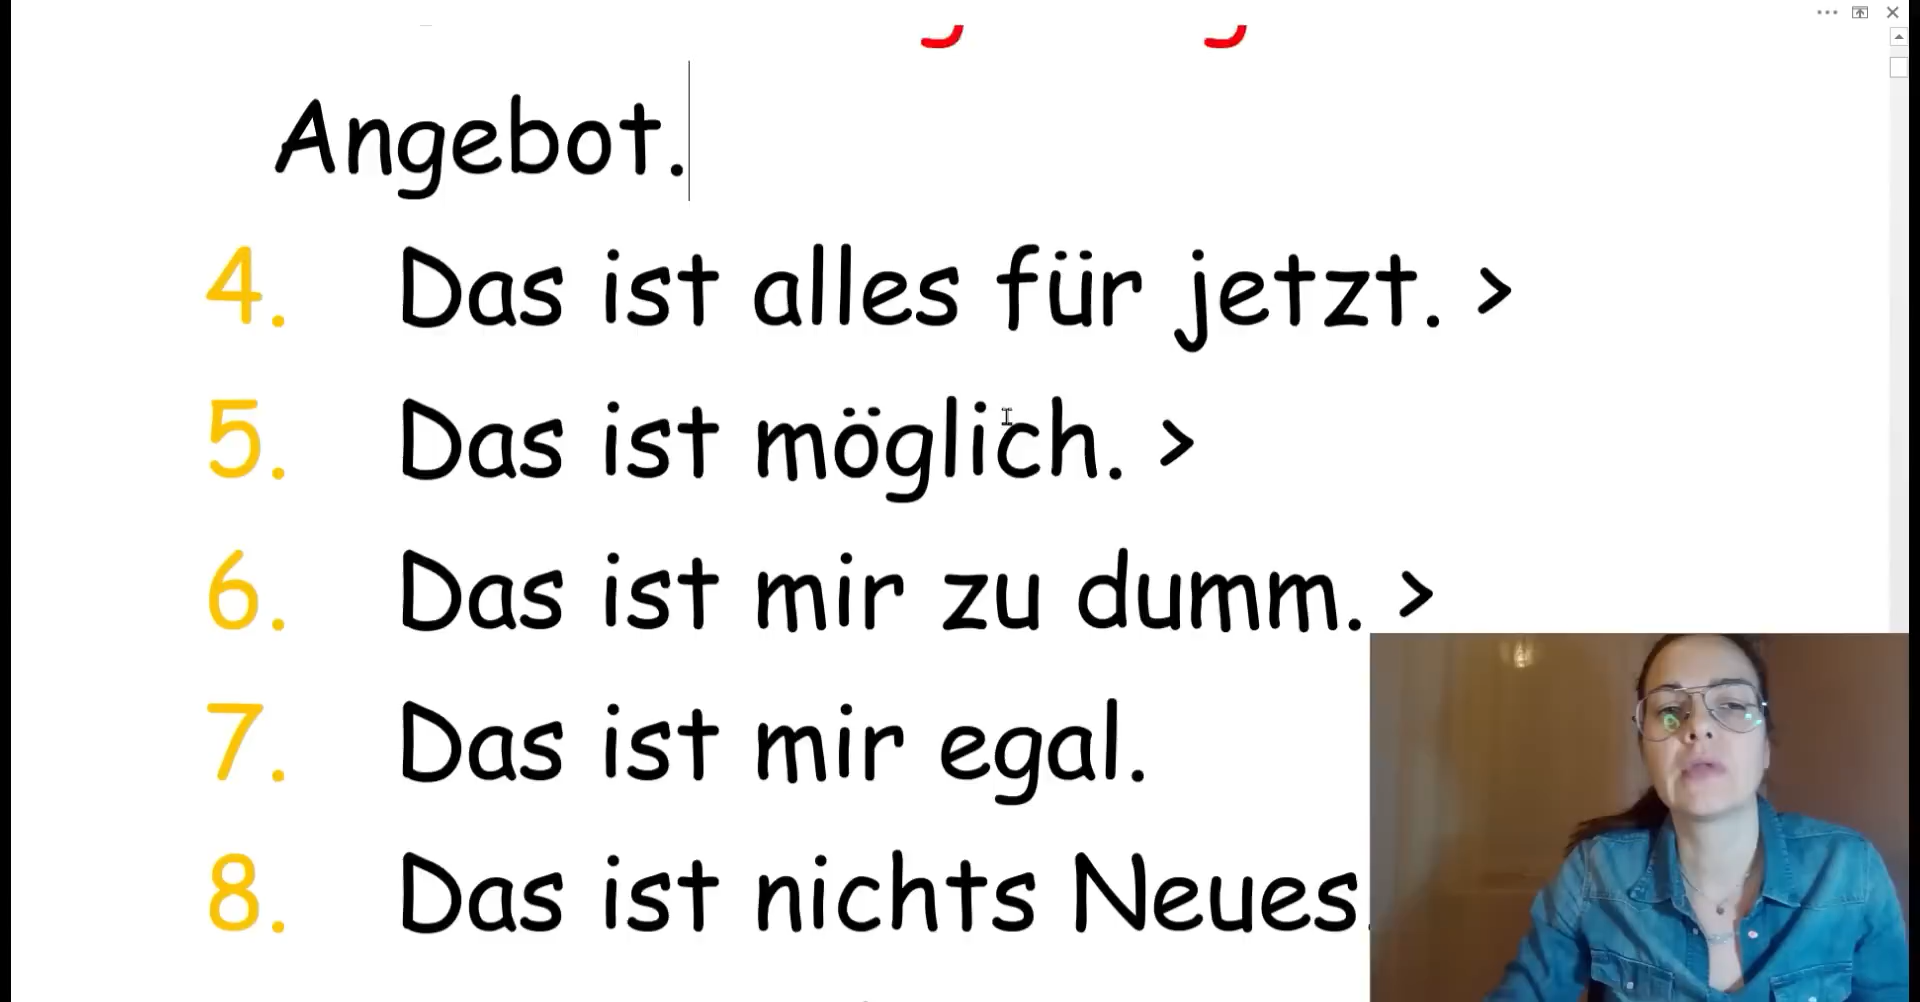 Angebot.
4. Das ist alles für jetzt. >
5. Das ist möglich. >
6. Das ist mir zu dumm. >
7. Das ist mir egal.
8. Das ist nichts Neues.